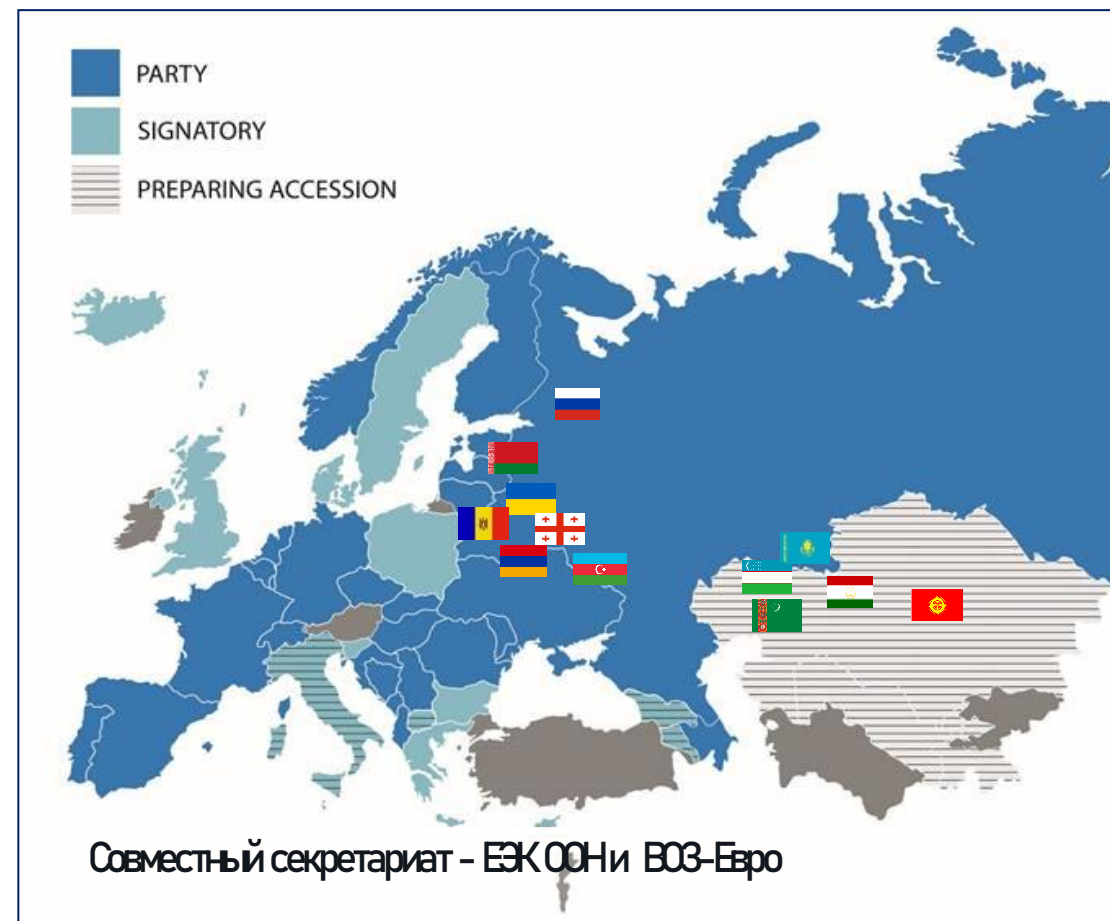 PARTY
SIGNATORY
PREPARING ACCESSION
Совместный секретариат - ЕЭК ООН и ВОЗ-Евро